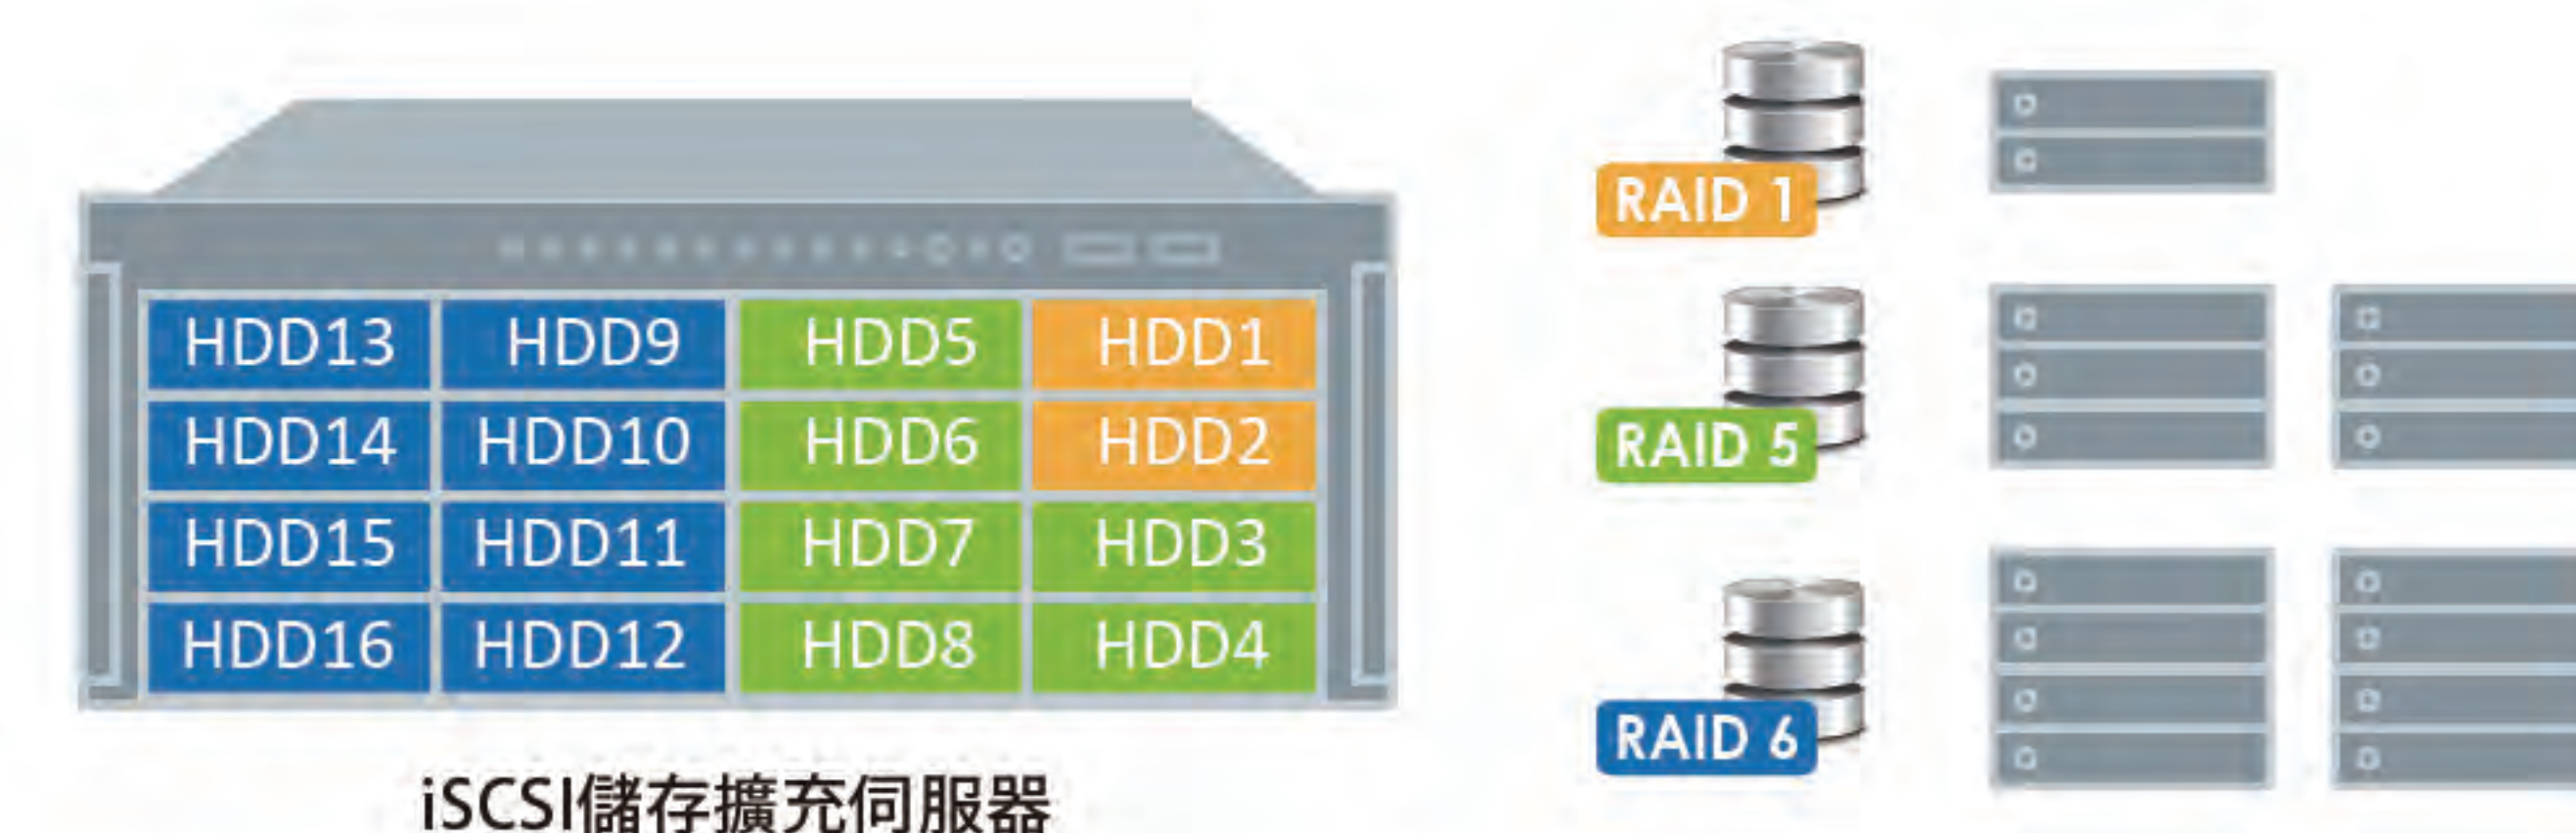 HDD13 HDD9 HDD5 HDD1
HDD14 HDD10 HDD6 HDD2
HDD15 HDD11 HDD7 HDD3
HDD16 HDD12 HDD8 HDD4
iSCSI儲存擴充伺服器
RAID 1
RAID 5
RAID 6